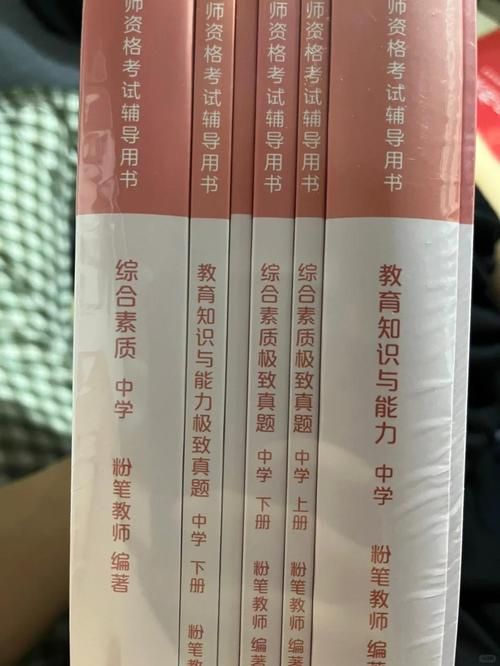 师资格考试辅导用书
综合素质 中学 粉笔教师 编著
师资格考试辅导用书
教育知识与能力极致真题 中学 下册 粉笔教师
师资格考试辅导用书
综合素质极致真题 中学 下册 粉笔教师 编著
师资格考试辅导用书
综合素质极致真题 中学 上册 粉笔教师 编著
师资格考试辅导用书
教育知识与能力 中学 粉笔教师 编著